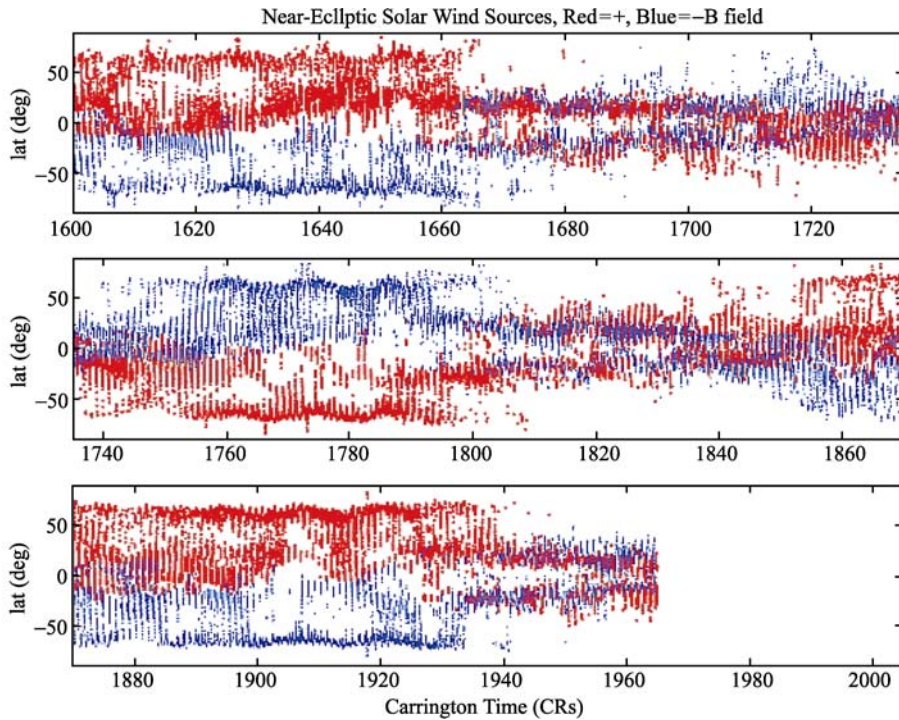 Near-Ecllptic Solar Wind Sources, Red=+, Blue=−B field
lat (deg)
50
0
−50
1600 1620 1640 1660 1680 1700 1720
lat (deg)
50
0
−50
1740 1760 1780 1800 1820 1840 1860
lat (deg)
50
0
−50
1880 1900 1920 1940 1960 1980 2000
Carrington Time (CRs)